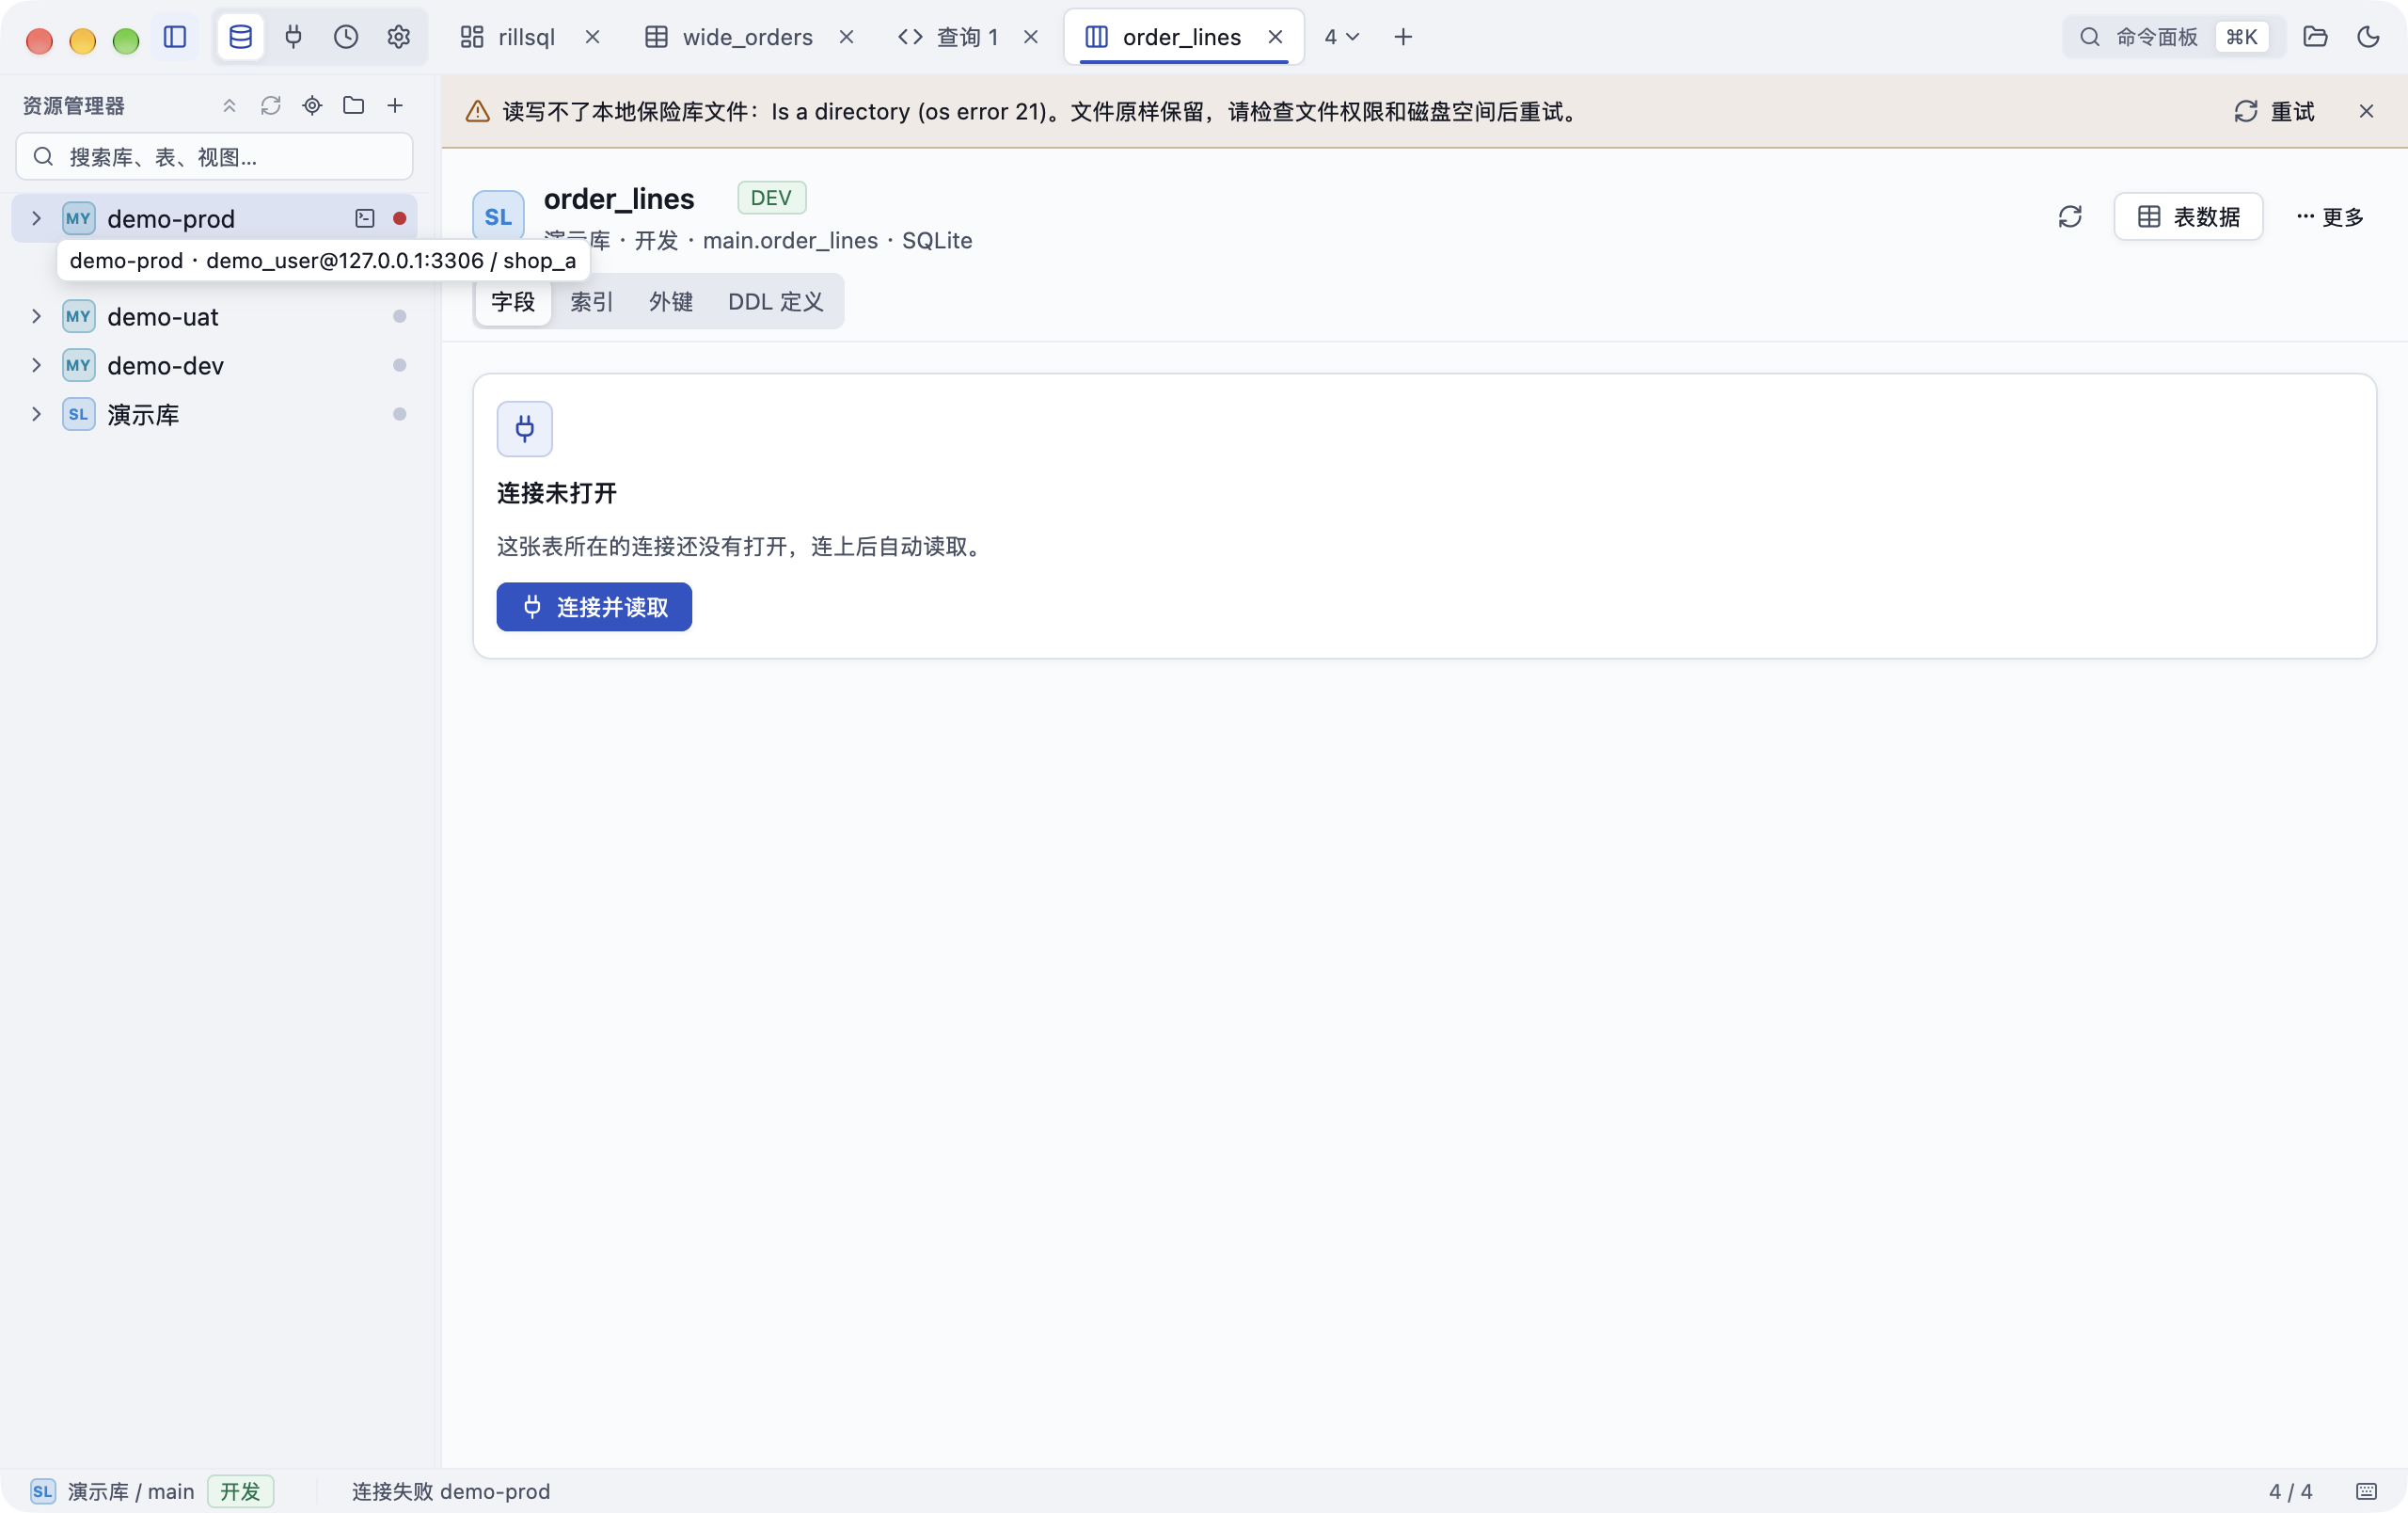 rillsql
wide_orders
查询 1
order_lines
4
命令面板 ⌘K
资源管理器
搜索库、表、视图...
MY demo-prod
demo-prod · demo_user@127.0.0.1:3306 / shop_a
MY demo-uat
MY demo-dev
SL 演示库
读写不了本地保险库文件：Is a directory (os error 21)。文件原样保留，请检查文件权限和磁盘空间后重试。
重试
SL
order_lines DEV
库 · 开发 · main.order_lines · SQLite
表数据
··· 更多
字段 索引 外键 DDL 定义
连接未打开
这张表所在的连接还没有打开，连上后自动读取。
连接并读取
SL 演示库 / main 开发
连接失败 demo-prod
4 / 4